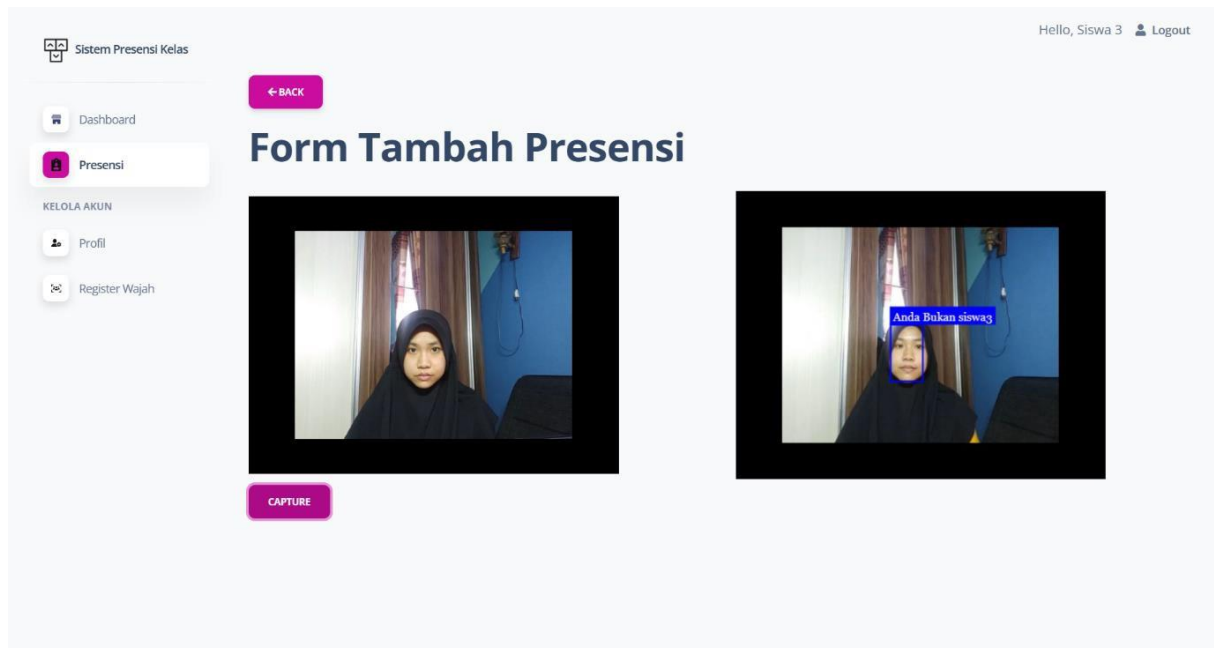 Sistem Presensi Kelas
Hello, Siswa 3 Logout
BACK
Dashboard
Form Tambah Presensi
Presensi
KELOLA AKUN
Profil
Register Wajah
Anda Bukan siswa3
CAPTURE